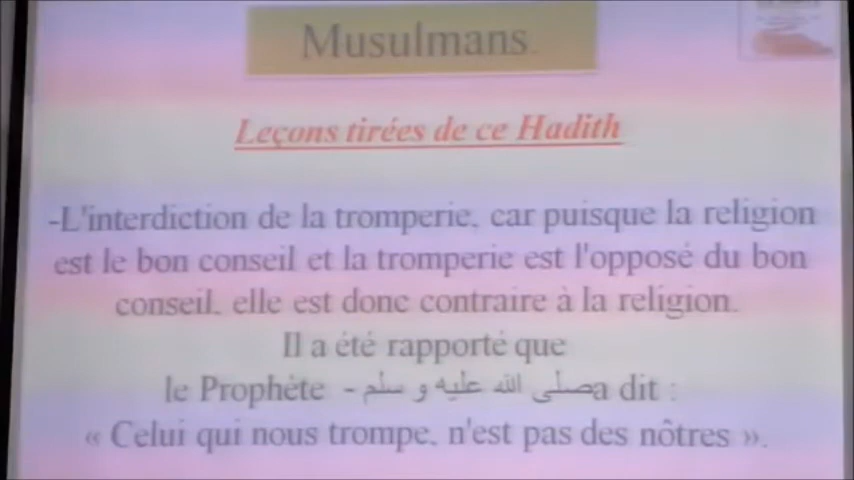 Musulmans.
Leçons tirées de ce Hadith
-L'interdiction de la tromperie, car puisque la religion
est le bon conseil et la tromperie est l'opposé du bon
conseil, elle est donc contraire à la religion.
Il a été rapporté que
le Prophète - صلى الله عليه و سلمa dit :
« Celui qui nous trompe, n'est pas des nôtres ».